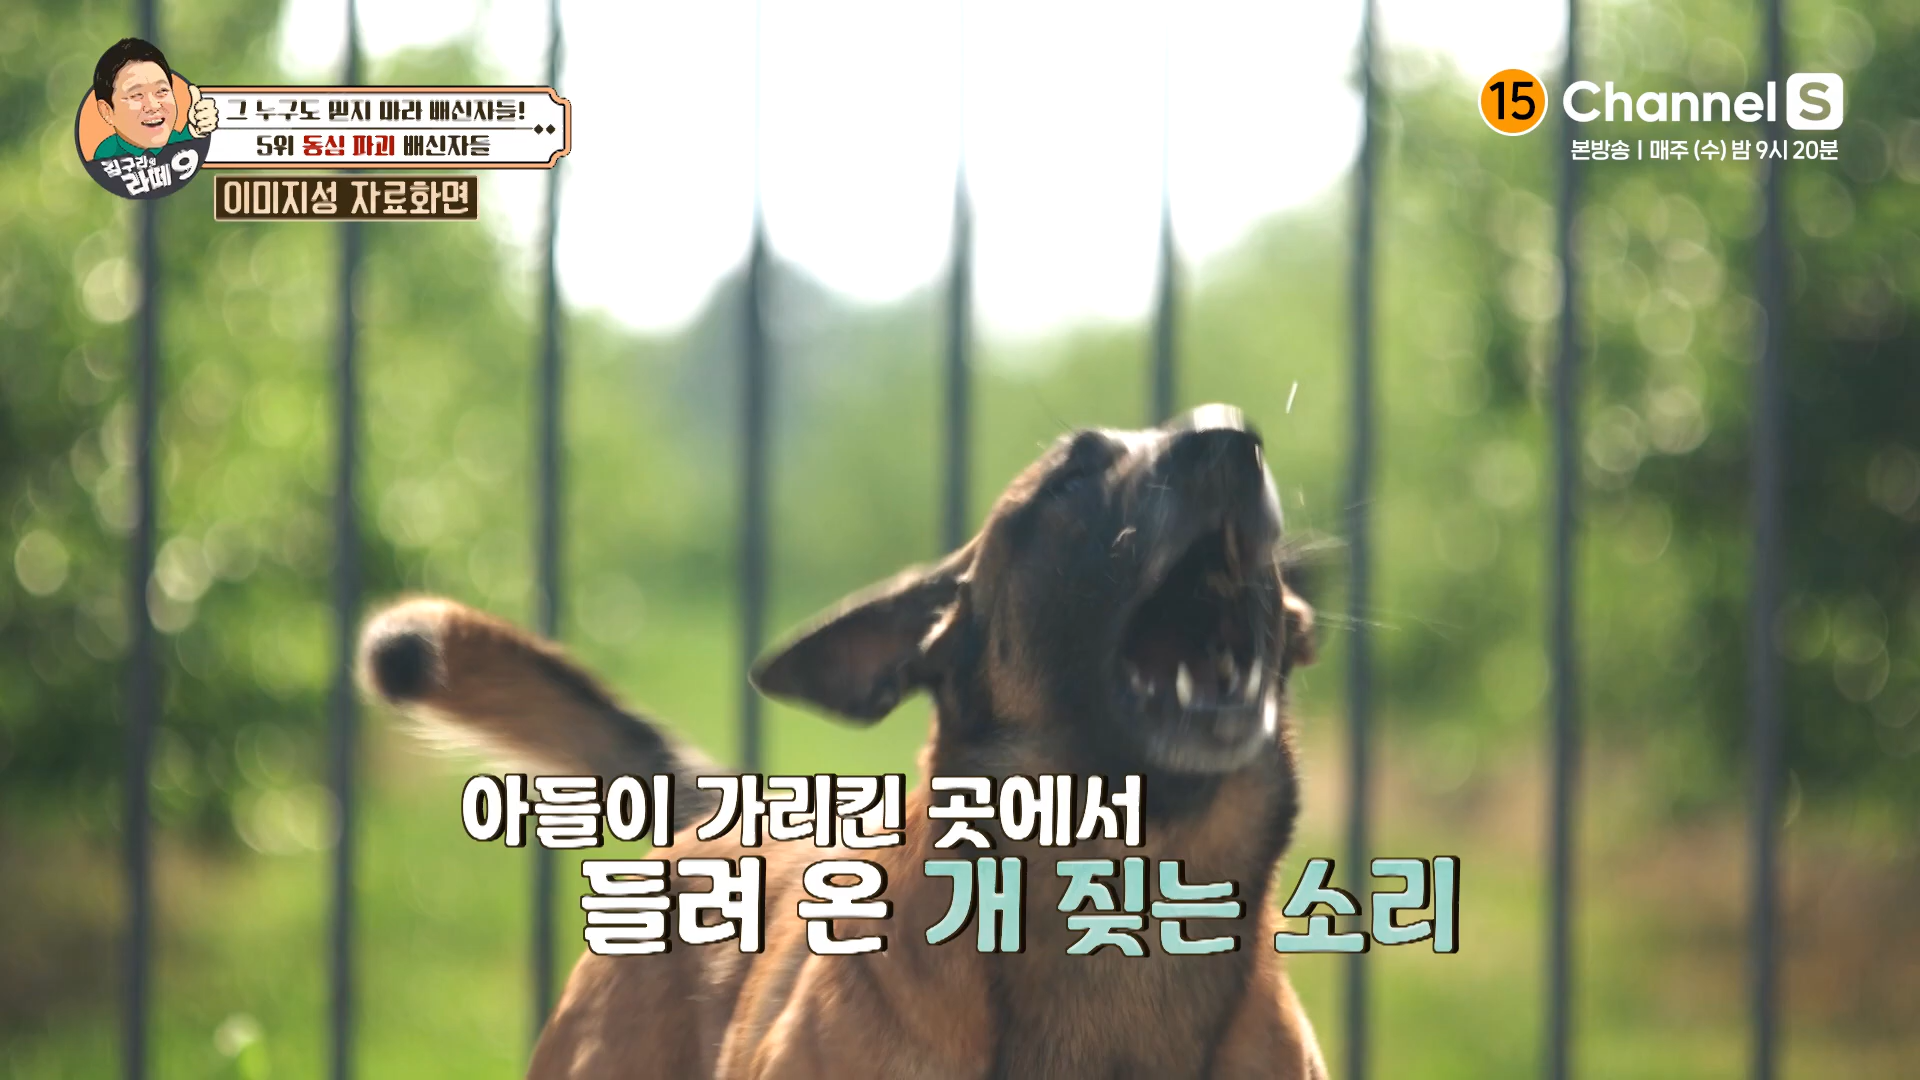 그 누구도 믿지 마라 배신자들!
5위 동심 파괴 배신자들
김구라의
라떼9
이미지성 자료화면
15 Channel S
본방송 | 매주 (수) 밤 9시 20분
아들이 가리킨 곳에서
들려 온 개 짖는 소리